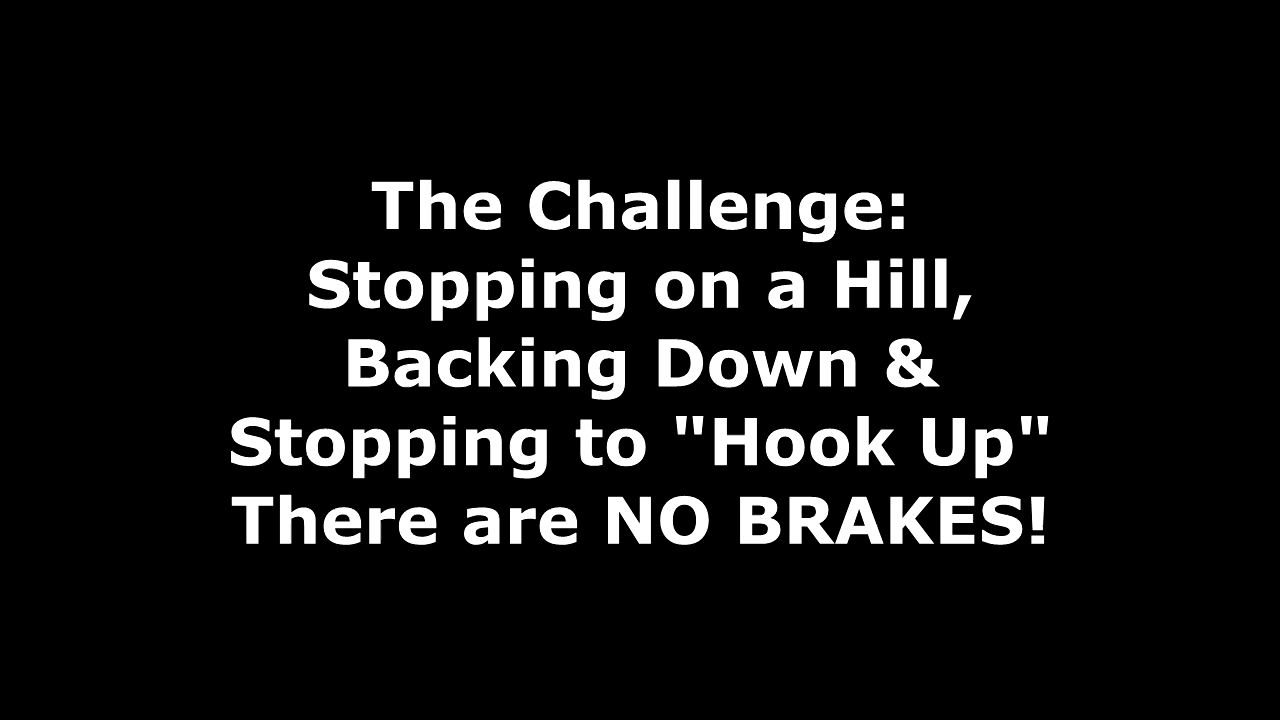 The Challenge:
Stopping on a Hill,
Backing Down &
Stopping to "Hook Up"
There are NO BRAKES!